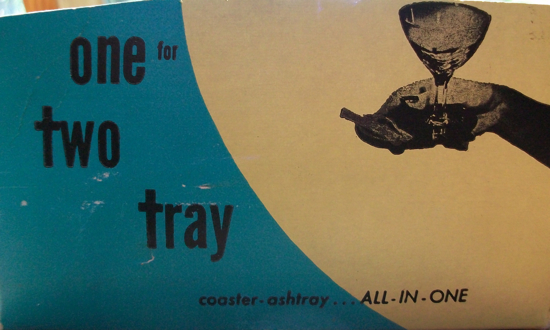 one for
two
tray
coaster-ashtray...ALL-IN-ONE